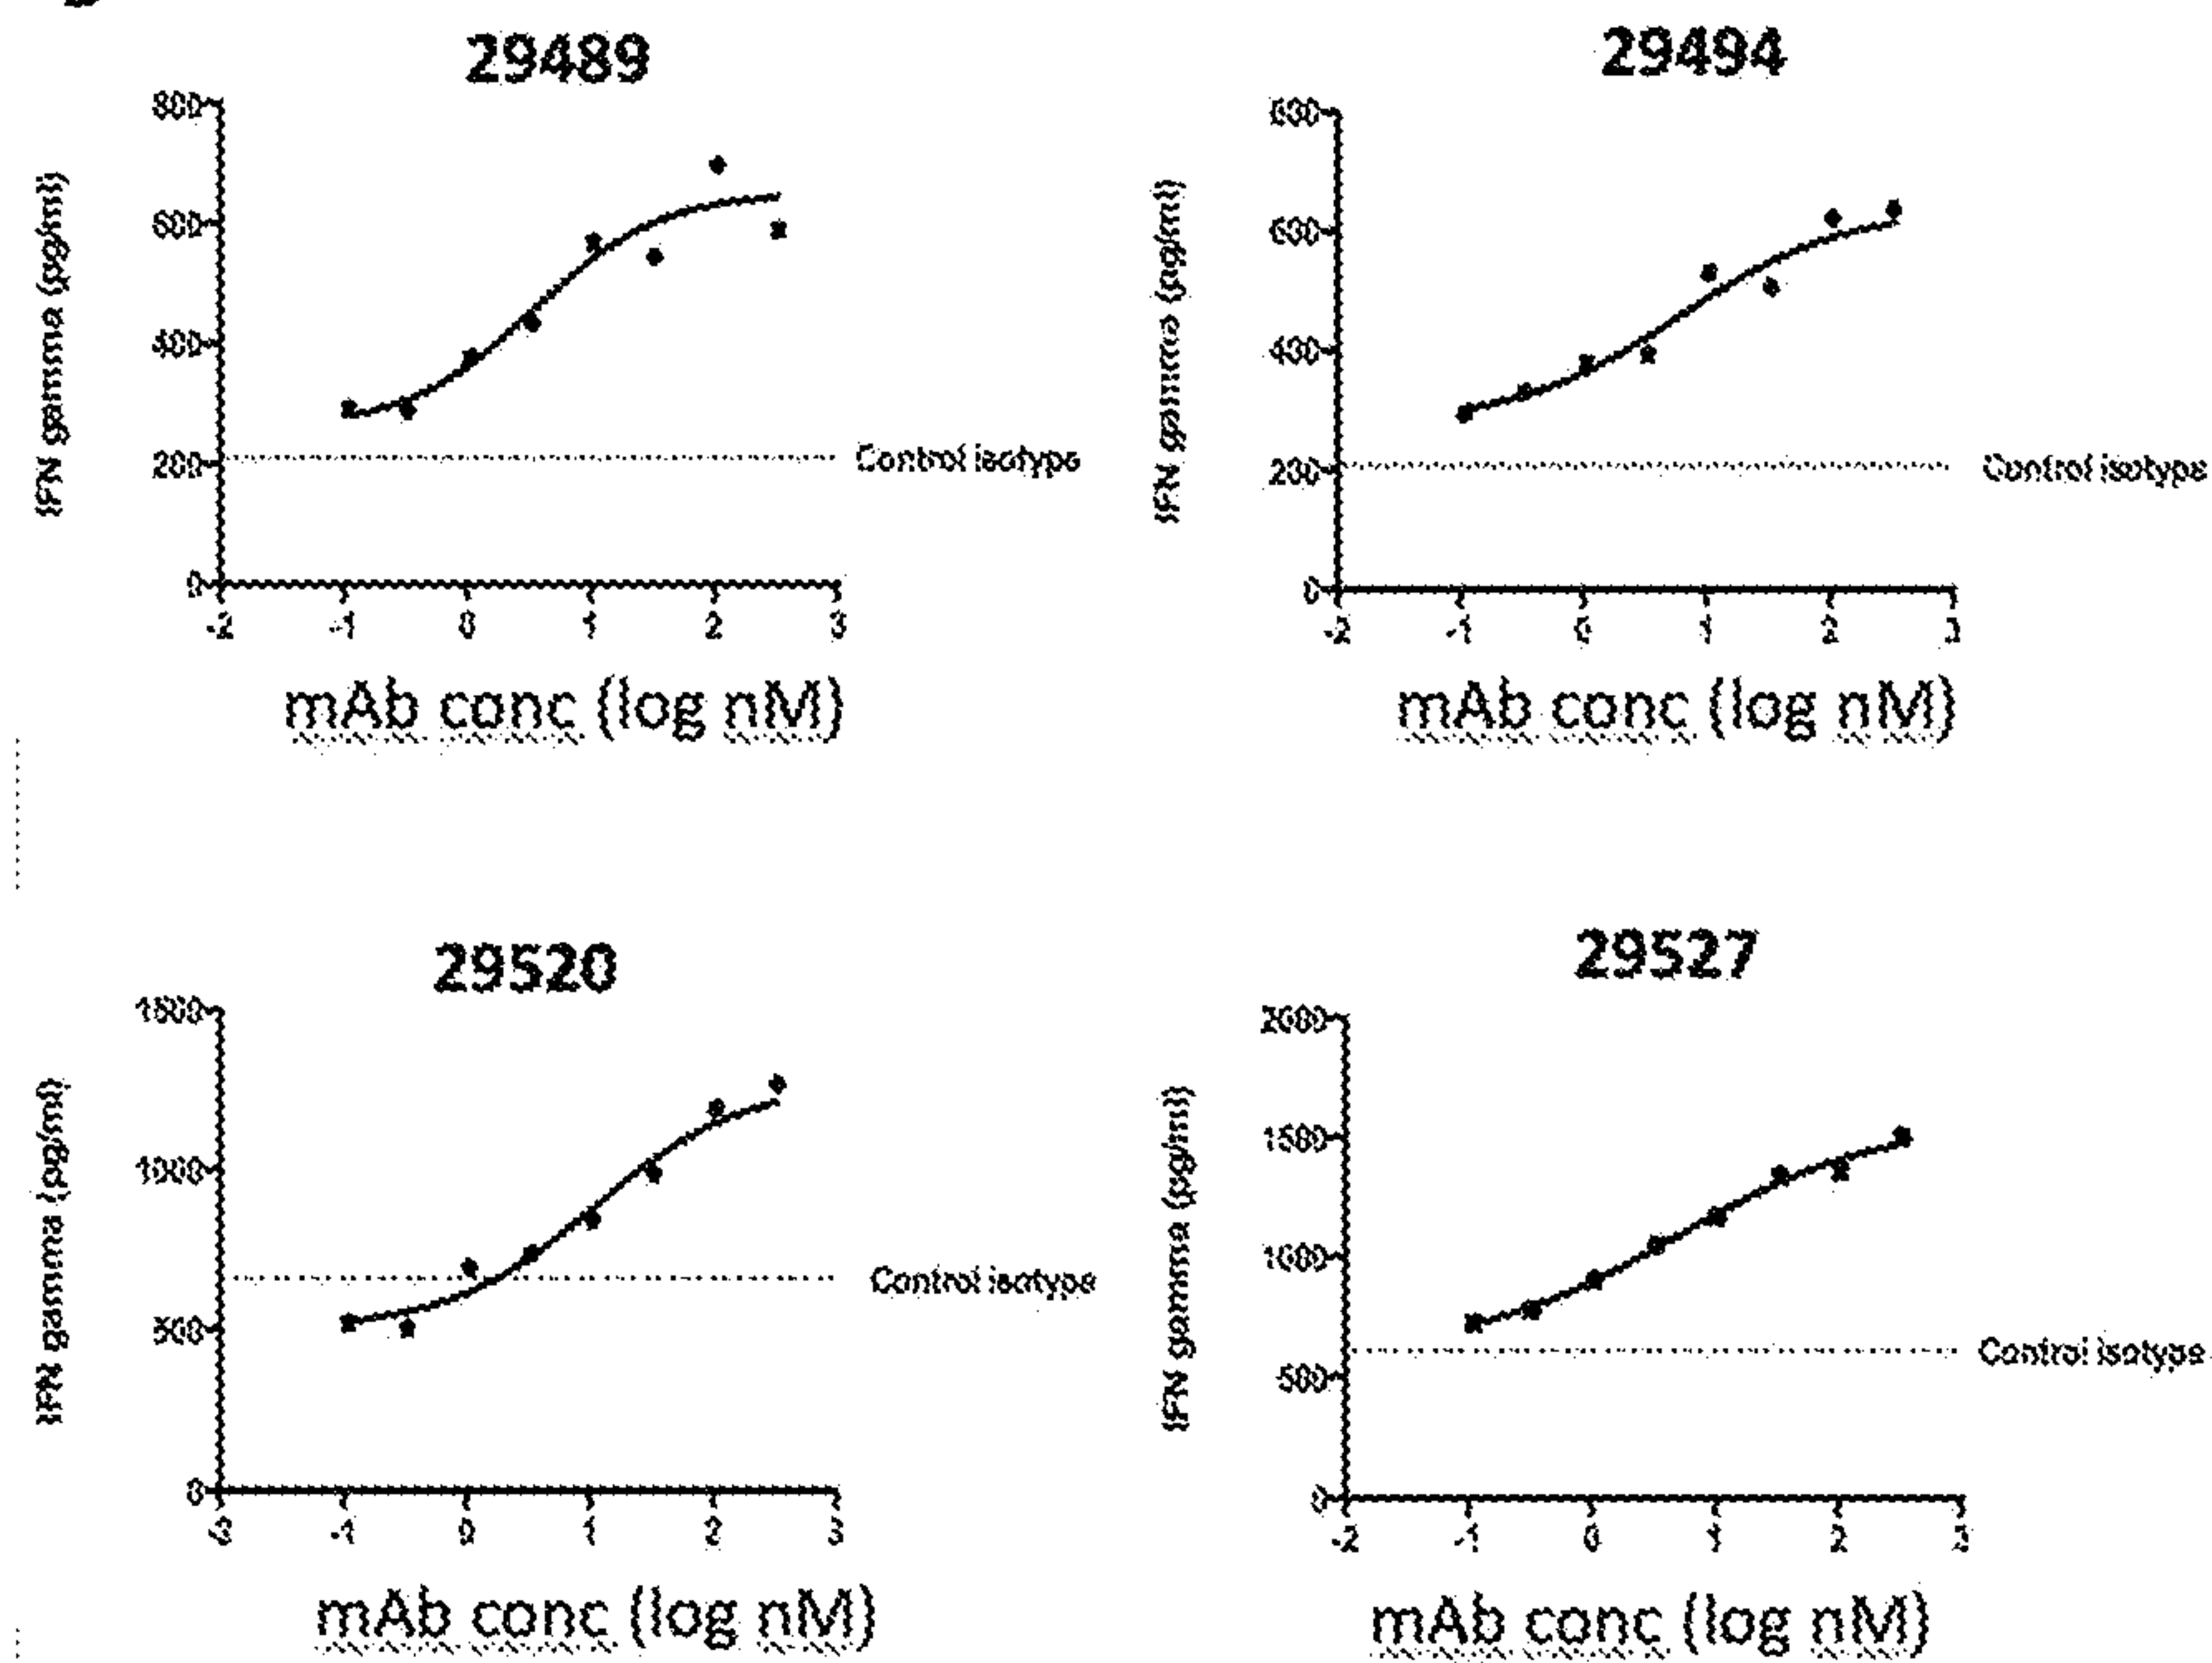 29489
800
600
400
200
0
IFN gamma (pg/ml)
Control isotype
-2 -1 0 1 2 3
mAb conc (log nM)
29494
800
600
400
200
0
IFN gamma (pg/ml)
Control isotype
-2 -1 0 1 2 3
mAb conc (log nM)
29520
1500
1000
500
0
IFN gamma (pg/ml)
Control isotype
-2 -1 0 1 2 3
mAb conc (log nM)
29527
2000
1500
1000
500
0
IFN gamma (pg/ml)
Control isotype
-2 -1 0 1 2 3
mAb conc (log nM)